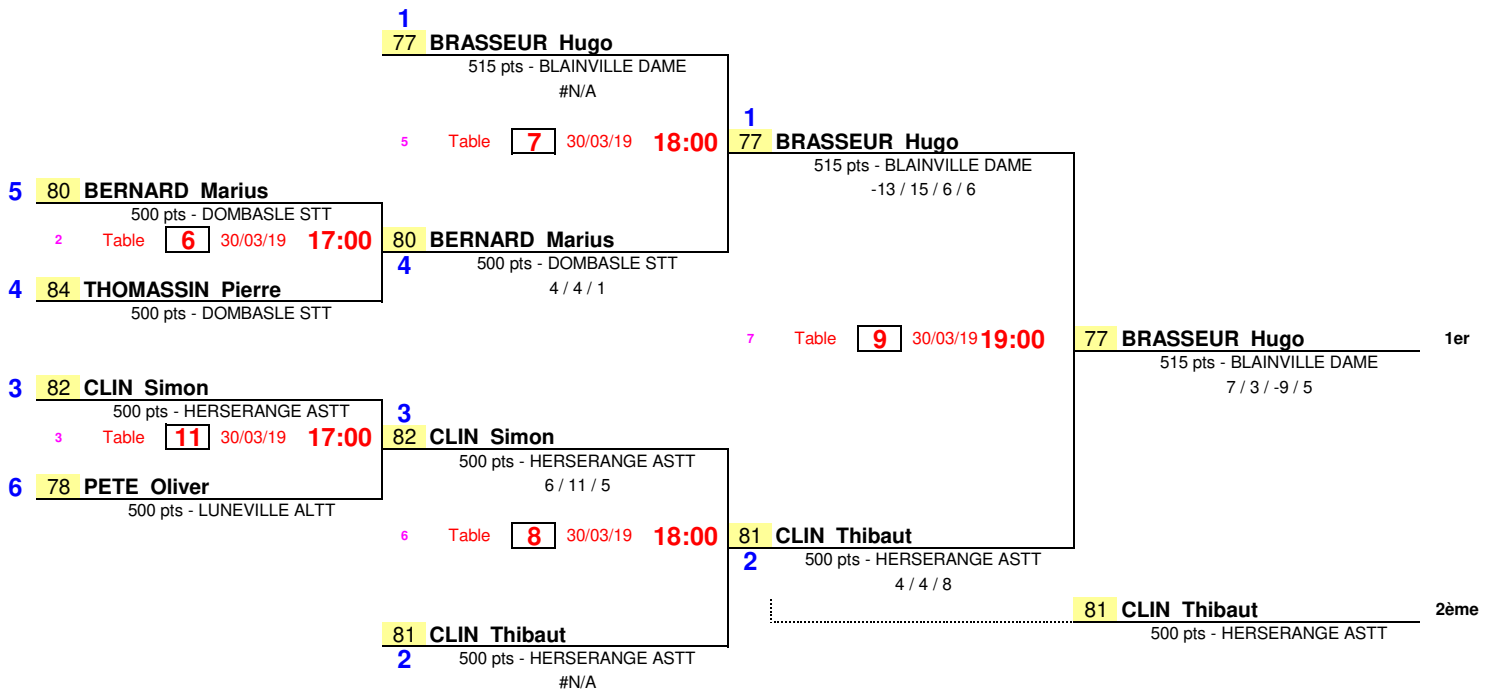 1
77 BRASSEUR Hugo
515 pts - BLAINVILLE DAME
#N/A
5 Table 7 30/03/19 18:00
1
77 BRASSEUR Hugo
515 pts - BLAINVILLE DAME
-13 / 15 / 6 / 6
5 80 BERNARD Marius
500 pts - DOMBASLE STT
2 Table 6 30/03/19 17:00
80 BERNARD Marius
4 500 pts - DOMBASLE STT
4 / 4 / 1
4 84 THOMASSIN Pierre
500 pts - DOMBASLE STT
7 Table 9 30/03/19 19:00
77 BRASSEUR Hugo 1er
515 pts - BLAINVILLE DAME
7 / 3 / -9 / 5
3 82 CLIN Simon
500 pts - HERSERANGE ASTT
3 Table 11 30/03/19 17:00
3
82 CLIN Simon
500 pts - HERSERANGE ASTT
6 / 11 / 5
6 78 PETE Oliver
500 pts - LUNEVILLE ALTT
6 Table 8 30/03/19 18:00
81 CLIN Thibaut
2 500 pts - HERSERANGE ASTT
4 / 4 / 8
81 CLIN Thibaut 2ème
500 pts - HERSERANGE ASTT
81 CLIN Thibaut
2 500 pts - HERSERANGE ASTT
#N/A